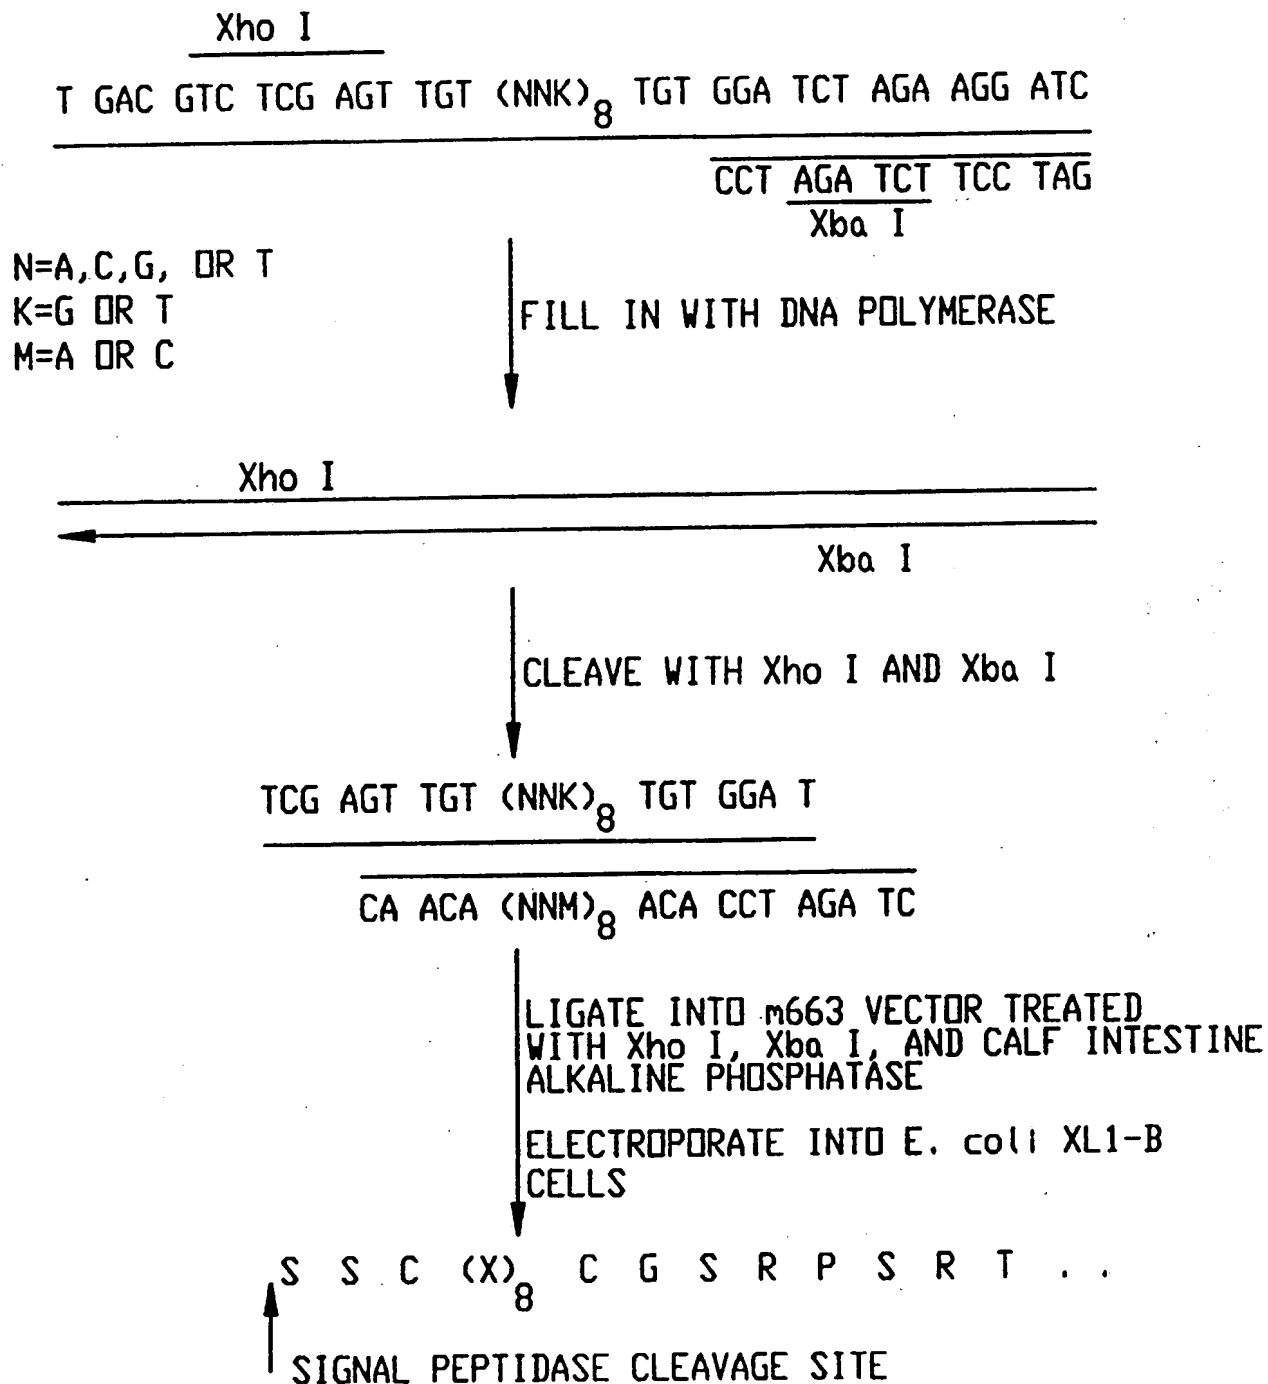 Xho I
T GAC GTC TCG AGT TGT (NNK)8 TGT GGA TCT AGA AGG ATC
CCT AGA TCT TCC TAG
Xba I
N=A,C,G, OR T
K=G OR T
M=A OR C
FILL IN WITH DNA POLYMERASE
Xho I
Xba I
CLEAVE WITH Xho I AND Xba I
TCG AGT TGT (NNK)8 TGT GGA T
CA ACA (NNM)8 ACA CCT AGA TC
LIGATE INTO m663 VECTOR TREATED
WITH Xho I, Xba I, AND CALF INTESTINE
ALKALINE PHOSPHATASE
ELECTROPORATE INTO E. coli XL1-B
CELLS
S S C (X)8 C G S R P S R T . .
SIGNAL PEPTIDASE CLEAVAGE SITE